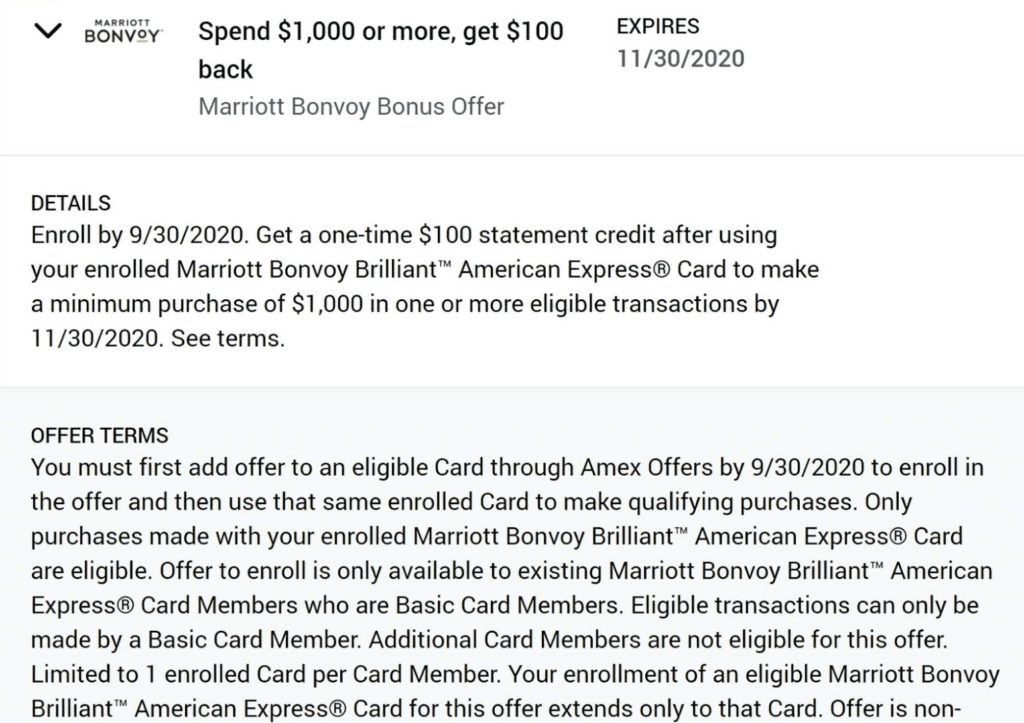 MARRIOTT
BONVOY
Spend $1,000 or more, get $100
back
Marriott Bonvoy Bonus Offer
EXPIRES
11/30/2020
DETAILS
Enroll by 9/30/2020. Get a one-time $100 statement credit after using
your enrolled Marriott Bonvoy Brilliant™ American Express® Card to make
a minimum purchase of $1,000 in one or more eligible transactions by
11/30/2020. See terms.
OFFER TERMS
You must first add offer to an eligible Card through Amex Offers by 9/30/2020 to enroll in
the offer and then use that same enrolled Card to make qualifying purchases. Only
purchases made with your enrolled Marriott Bonvoy Brilliant™ American Express® Card
are eligible. Offer to enroll is only available to existing Marriott Bonvoy Brilliant™ American
Express® Card Members who are Basic Card Members. Eligible transactions can only be
made by a Basic Card Member. Additional Card Members are not eligible for this offer.
Limited to 1 enrolled Card per Card Member. Your enrollment of an eligible Marriott Bonvoy
Brilliant™ American Express® Card for this offer extends only to that Card. Offer is non-